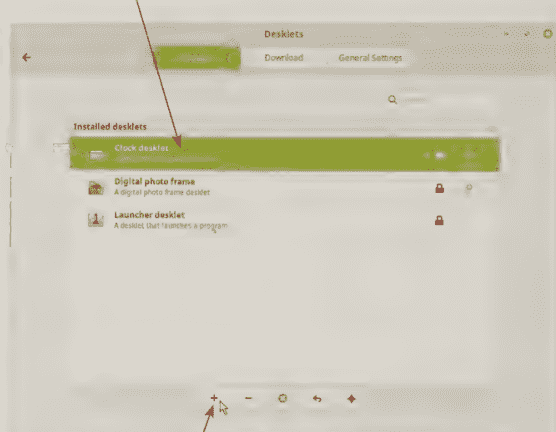 Desklets
Download
General Settings
Installed desklets
Clock desklet
Digital photo frame
A digital photo frame desklet
Launcher desklet
A desklet that launches a program